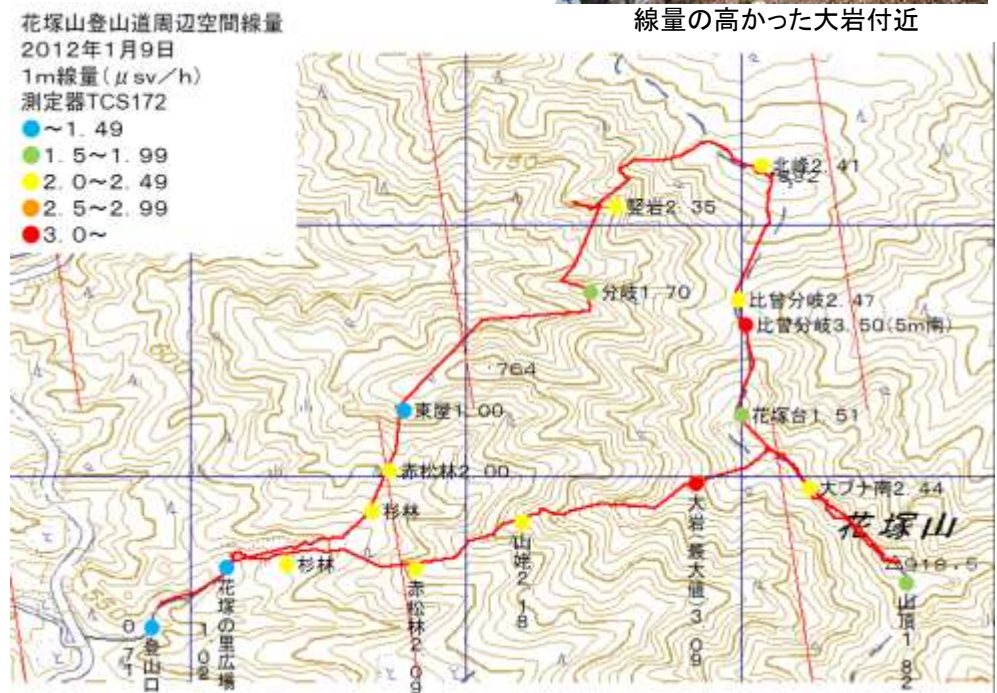 線量の高かった大岩付近
花塚山登山道周辺空間線量
2012年1月9日
1m線量(μsv/h)
測定器TCS172
~1.49
1.5~1.99
2.0~2.49
2.5~2.99
3.0~
北峰2.41
竪岩2.35
分岐1.70
比曽分岐2.47
比曽分岐3.50(5m南)
764
東屋1.00
花塚台1.51
赤松林2.00
大ブナ南2.44
杉林
花塚山
918.5
杉林
山姥2.18
大岩(最大値)3.09
赤松林2.09
山頂1.82
花塚の里広場1.02
登山口0.71